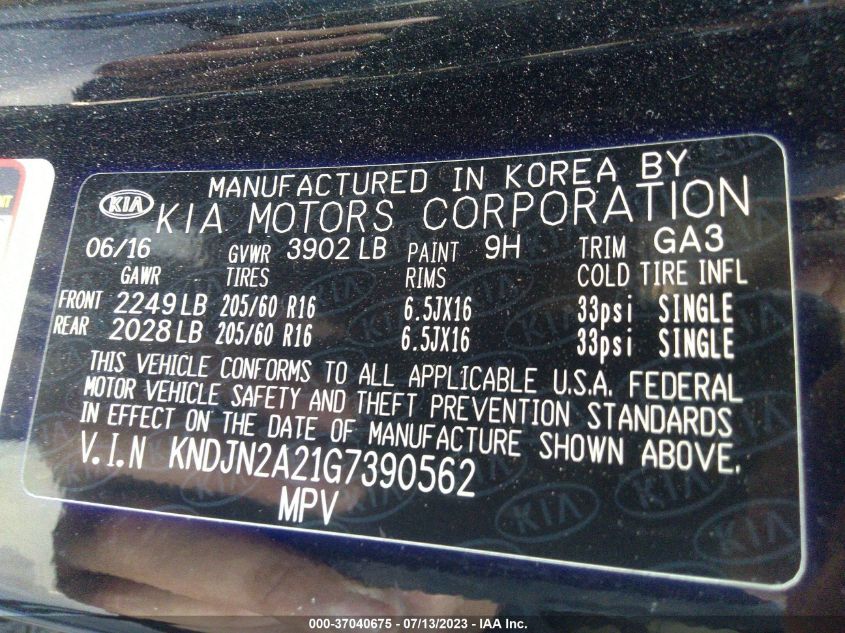 MANUFACTURED IN KOREA BY
KIA KIA MOTORS CORPORATION
06/16 GVWR 3902 LB PAINT 9H TRIM GA3
GAWR TIRES RIMS COLD TIRE INFL
FRONT 2249 LB 205/60 R16 6.5JX16 33psi SINGLE
REAR 2028 LB 205/60 R16 6.5JX16 33psi SINGLE
THIS VEHICLE CONFORMS TO ALL APPLICABLE U.S.A. FEDERAL
MOTOR VEHICLE SAFETY AND THEFT PREVENTION STANDARDS
IN EFFECT ON THE DATE OF MANUFACTURE SHOWN ABOVE.
V.I.N KNDJN2A21G7390562
MPV
000-37040675 - 07/13/2023 - IAA Inc.